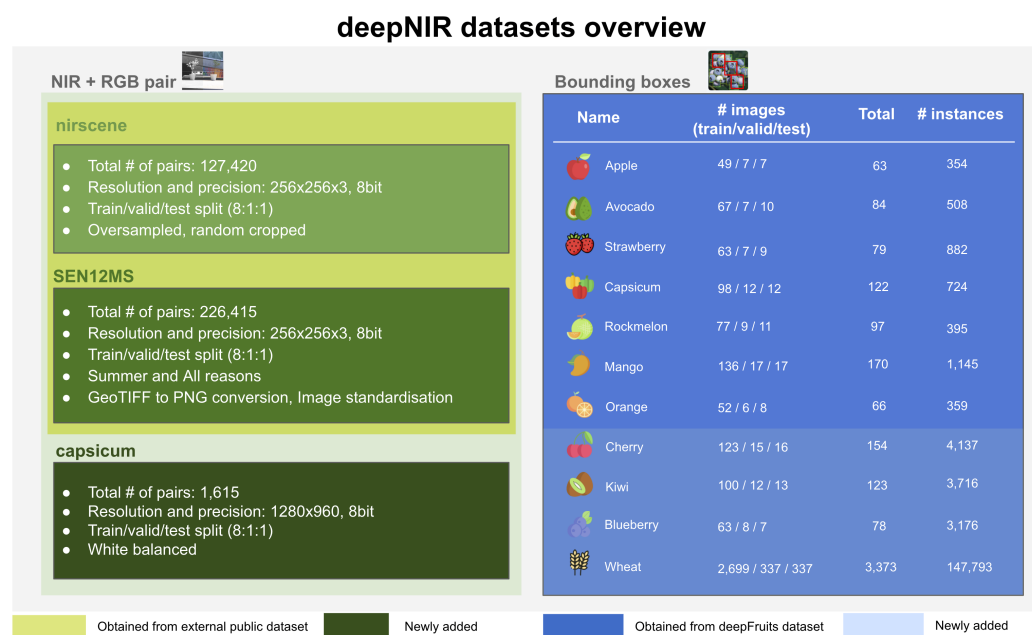 deepNIR datasets overview
NIR + RGB pair
nirscene
● Total # of pairs: 127,420
● Resolution and precision: 256x256x3, 8bit
● Train/valid/test split (8:1:1)
● Oversampled, random cropped
SEN12MS
● Total # of pairs: 226,415
● Resolution and precision: 256x256x3, 8bit
● Train/valid/test split (8:1:1)
● Summer and All reasons
● GeoTIFF to PNG conversion, Image standardisation
capsicum
● Total # of pairs: 1,615
● Resolution and precision: 1280x960, 8bit
● Train/valid/test split (8:1:1)
● White balanced
Bounding boxes
Name # images (train/valid/test) Total # instances
Apple 49 / 7 / 7 63 354
Avocado 67 / 7 / 10 84 508
Strawberry 63 / 7 / 9 79 882
Capsicum 98 / 12 / 12 122 724
Rockmelon 77 / 9 / 11 97 395
Mango 136 / 17 / 17 170 1,145
Orange 52 / 6 / 8 66 359
Cherry 123 / 15 / 16 154 4,137
Kiwi 100 / 12 / 13 123 3,716
Blueberry 63 / 8 / 7 78 3,176
Wheat 2,699 / 337 / 337 3,373 147,793
Obtained from external public dataset Newly added Obtained from deepFruits dataset Newly added